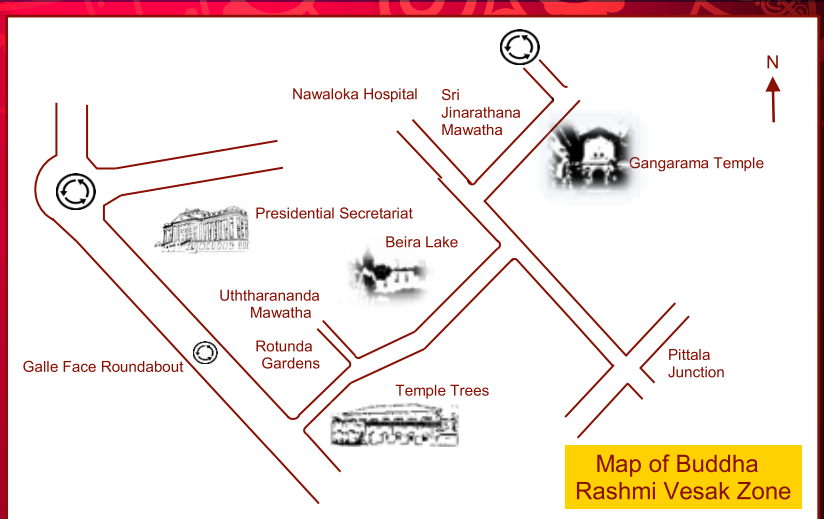 N
Nawaloka Hospital
Sri
Jinarathana
Mawatha
Gangarama Temple
Presidential Secretariat
Beira Lake
Uththarananda
Mawatha
Rotunda
Gardens
Galle Face Roundabout
Pittala
Junction
Temple Trees
Map of Buddha
Rashmi Vesak Zone